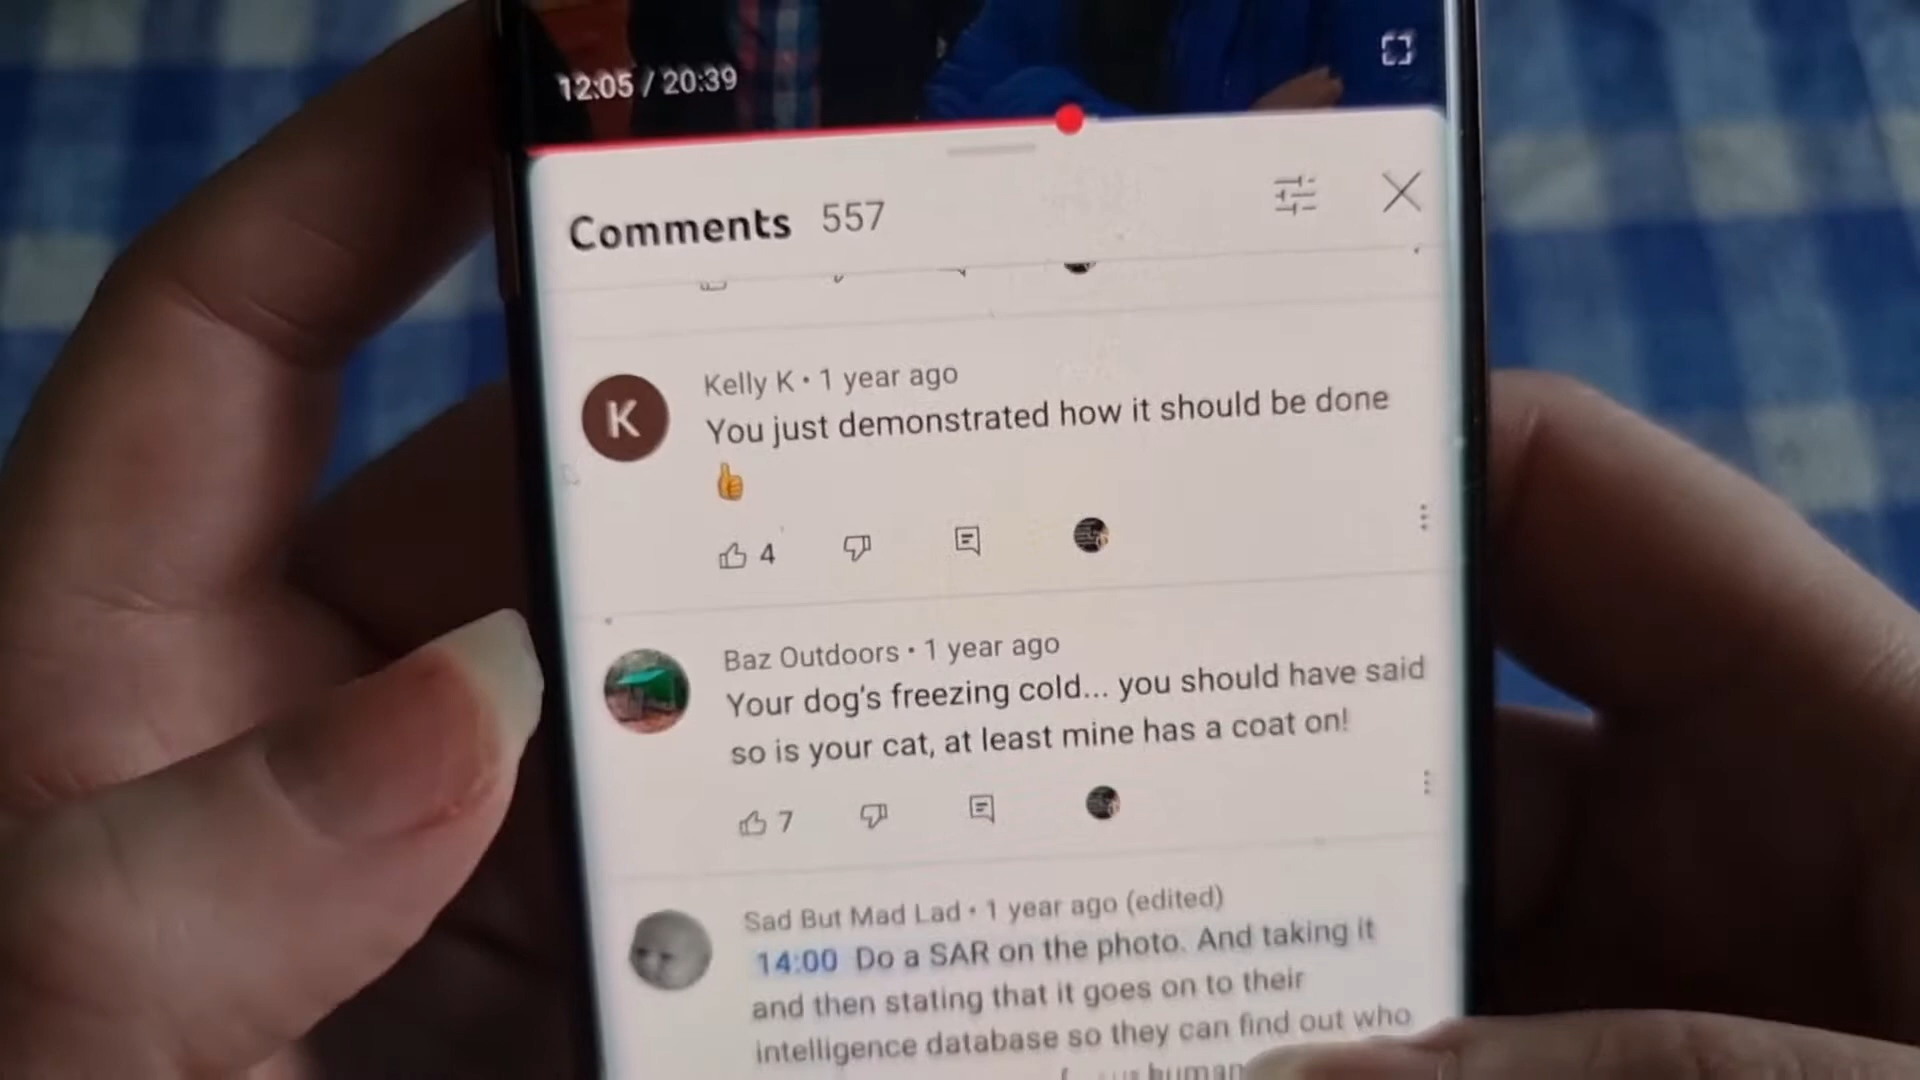 12:05 / 20:39
Comments 557
K
Kelly K · 1 year ago
You just demonstrated how it should be done
👍
4
Baz Outdoors · 1 year ago
Your dog's freezing cold... you should have said
so is your cat, at least mine has a coat on!
7
Sad But Mad Lad · 1 year ago (edited)
14:00 Do a SAR on the photo. And taking it
and then stating that it goes on to their
intelligence database so they can find out who
human